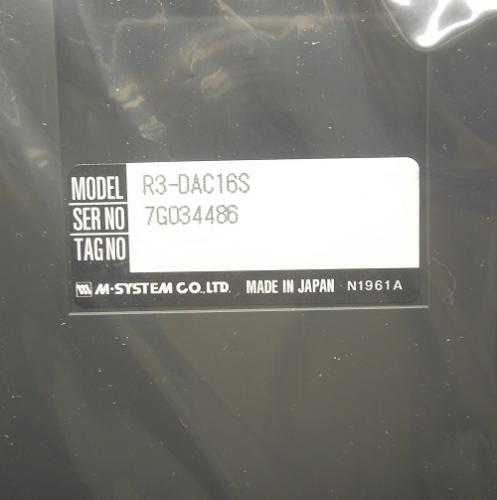 MODEL R3-DAC16S
SER NO 7G034486
TAG NO
M-SYSTEM CO.,LTD. MADE IN JAPAN N1961A